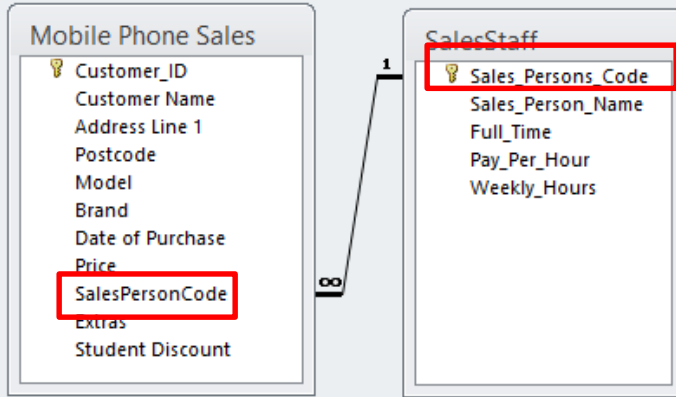 Mobile Phone Sales
Customer_ID
Customer Name
Address Line 1
Postcode
Model
Brand
Date of Purchase
Price
SalesPersonCode
Extras
Student Discount
1
∞
SalesStaff
Sales_Persons_Code
Sales_Person_Name
Full_Time
Pay_Per_Hour
Weekly_Hours